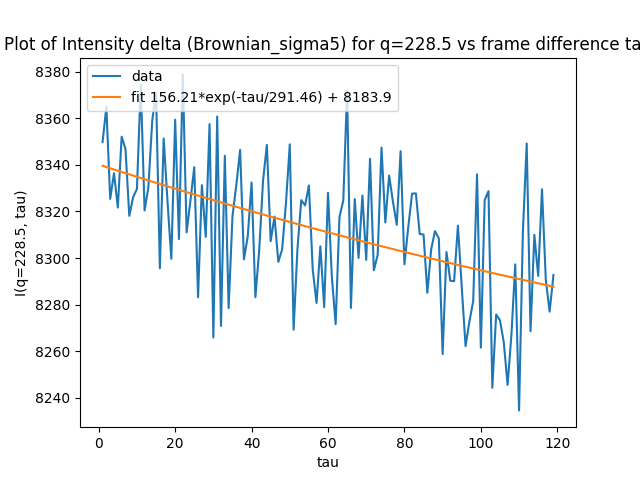 Plot of Intensity delta (Brownian_sigma5) for q=228.5 vs frame difference ta
data
fit 156.21*exp(-tau/291.46) + 8183.9
8380
8360
8340
8320
8300
8280
8260
8240
I(q=228.5, tau)
0 20 40 60 80 100 120
tau